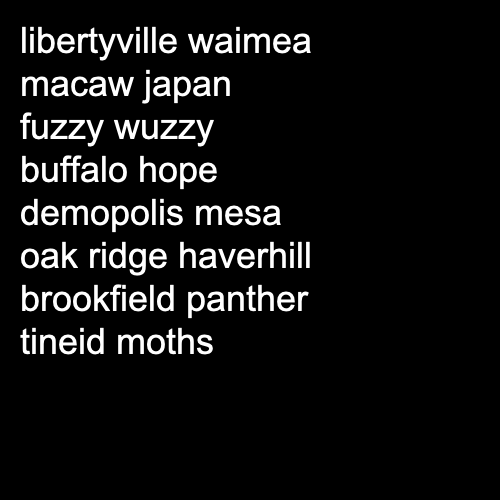 libertyville waimea
macaw japan
fuzzy wuzzy
buffalo hope
demopolis mesa
oak ridge haverhill
brookfield panther
tineid moths